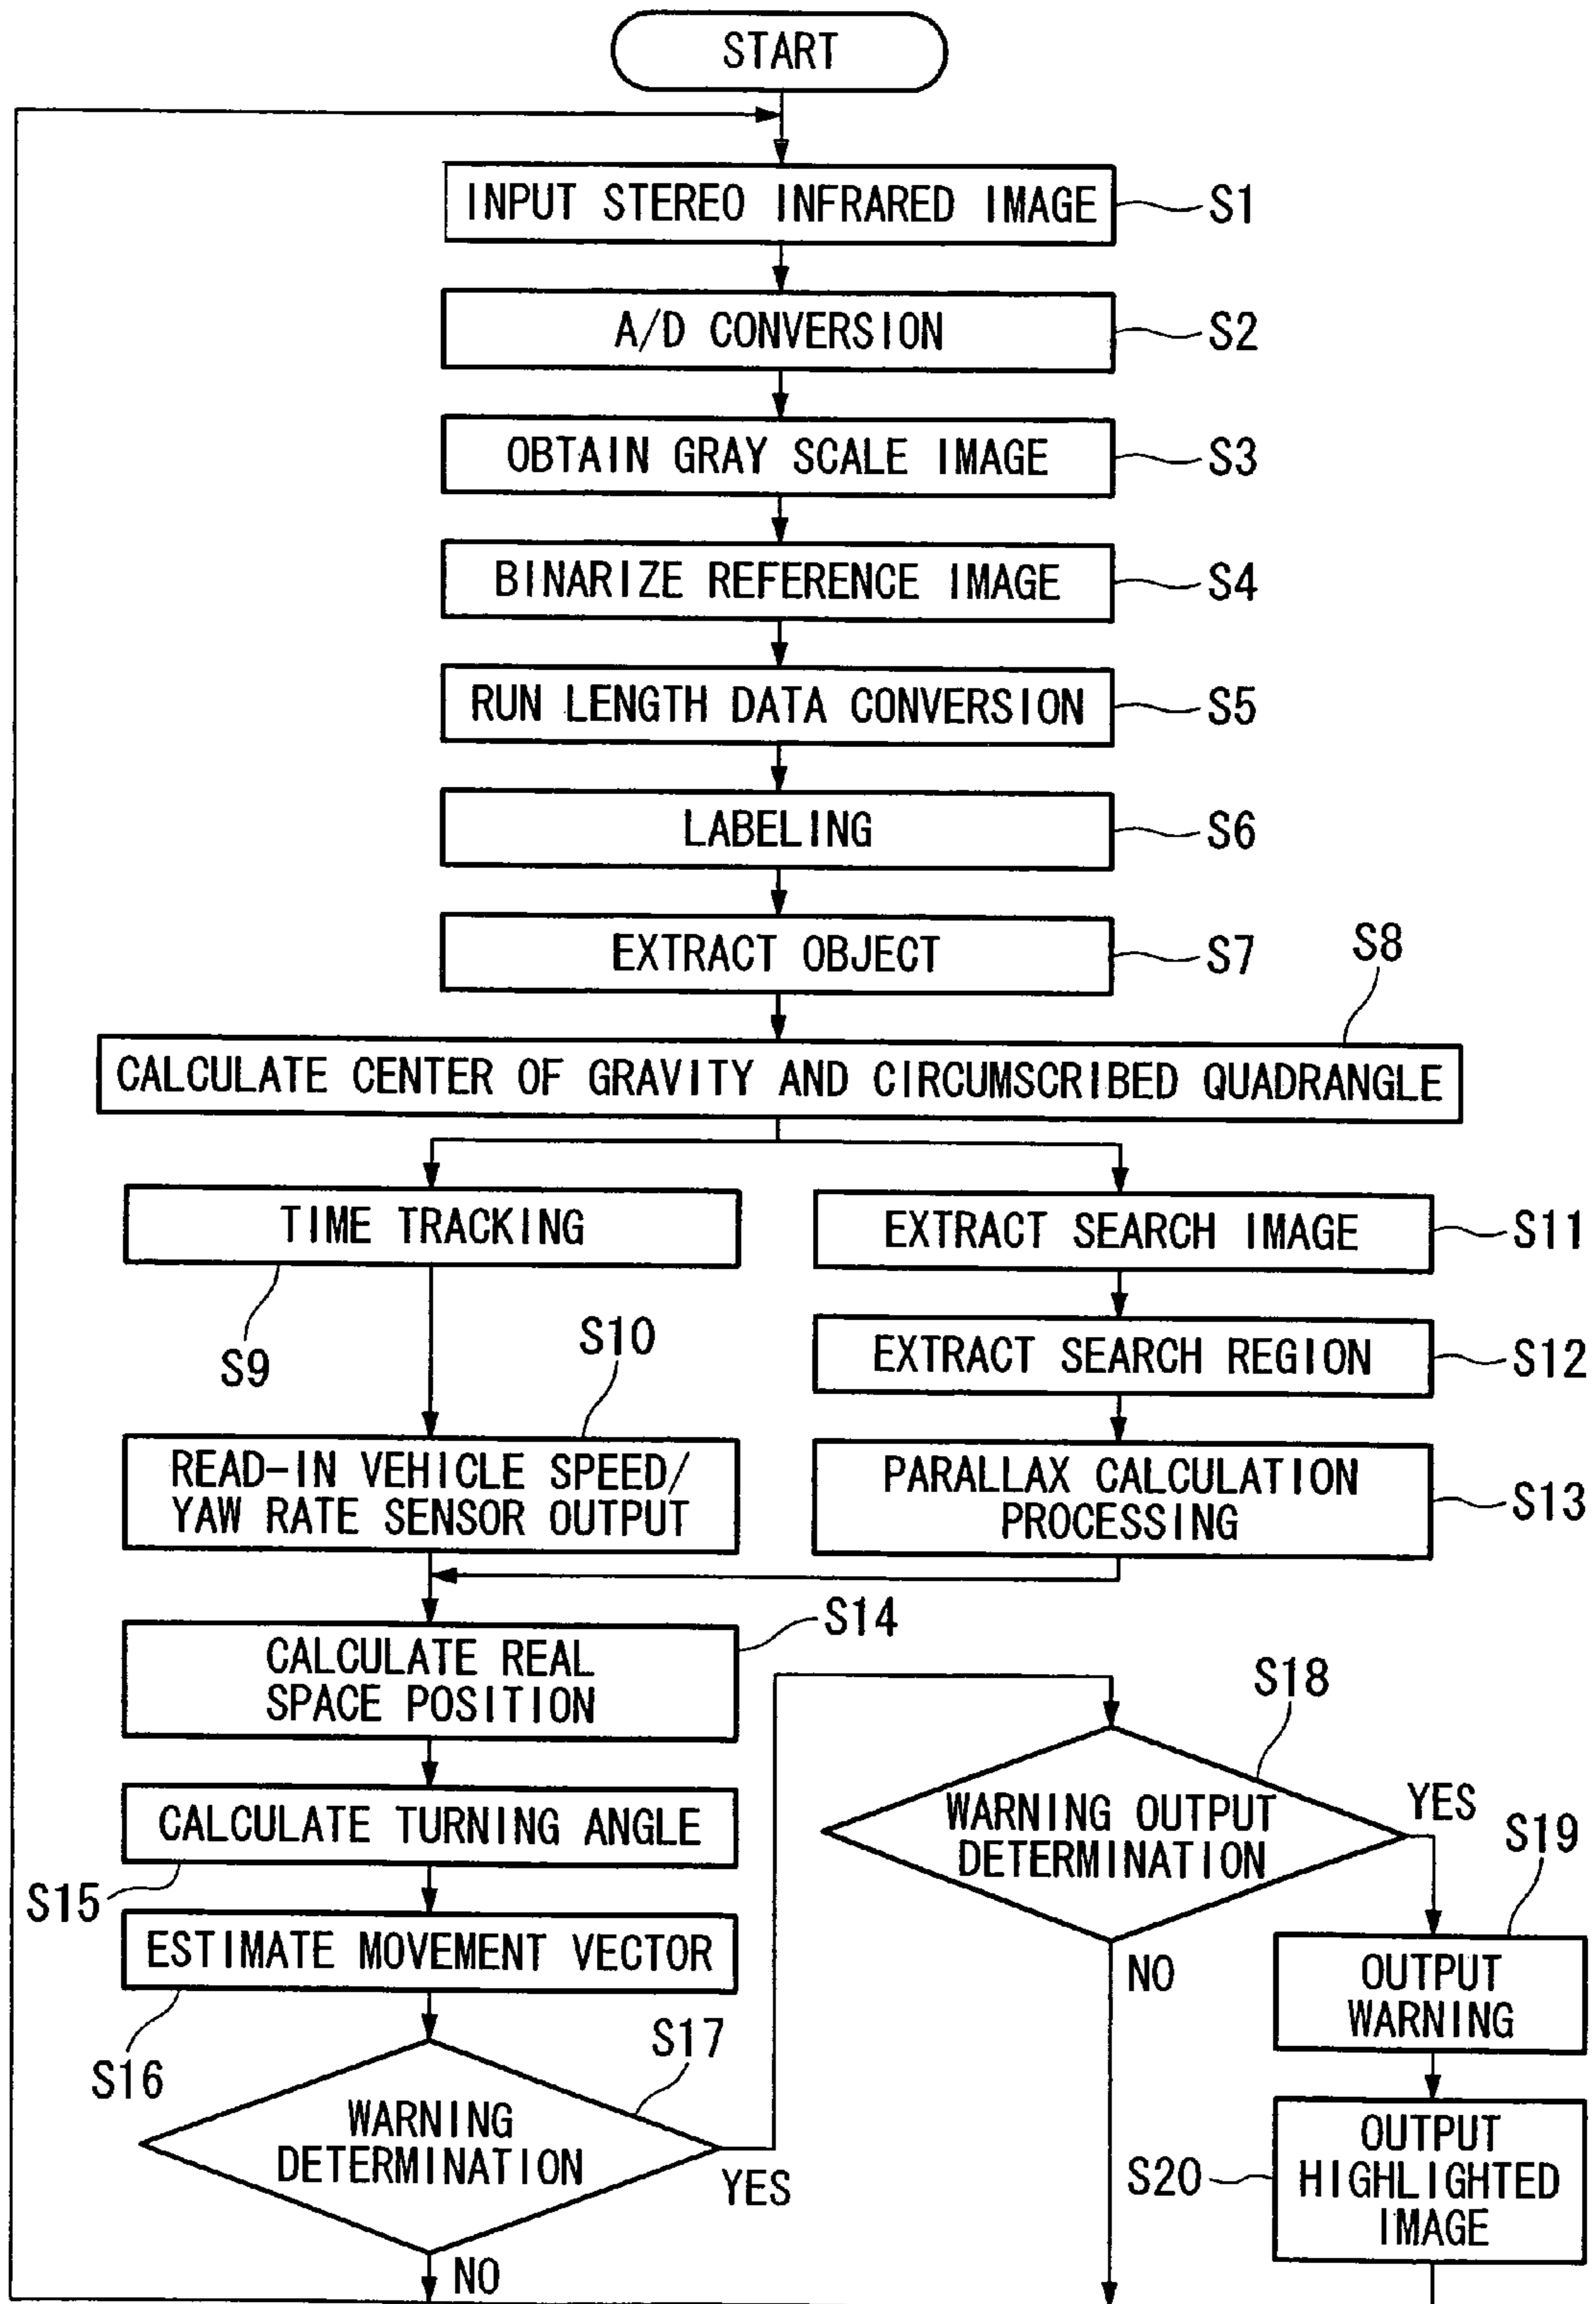 START
INPUT STEREO INFRARED IMAGE
S1
A/D CONVERSION
S2
OBTAIN GRAY SCALE IMAGE
S3
BINARIZE REFERENCE IMAGE
S4
RUN LENGTH DATA CONVERSION
S5
LABELING
S6
EXTRACT OBJECT
S7
S8
CALCULATE CENTER OF GRAVITY AND CIRCUMSCRIBED QUADRANGLE
TIME TRACKING
S9
S10
READ-IN VEHICLE SPEED/
YAW RATE SENSOR OUTPUT
EXTRACT SEARCH IMAGE
S11
EXTRACT SEARCH REGION
S12
PARALLAX CALCULATION
PROCESSING
S13
S14
CALCULATE REAL
SPACE POSITION
CALCULATE TURNING ANGLE
S15
ESTIMATE MOVEMENT VECTOR
S16
S17
WARNING
DETERMINATION
YES
NO
S18
WARNING OUTPUT
DETERMINATION
YES
NO
S19
OUTPUT
WARNING
S20
OUTPUT
HIGHLIGHTED
IMAGE